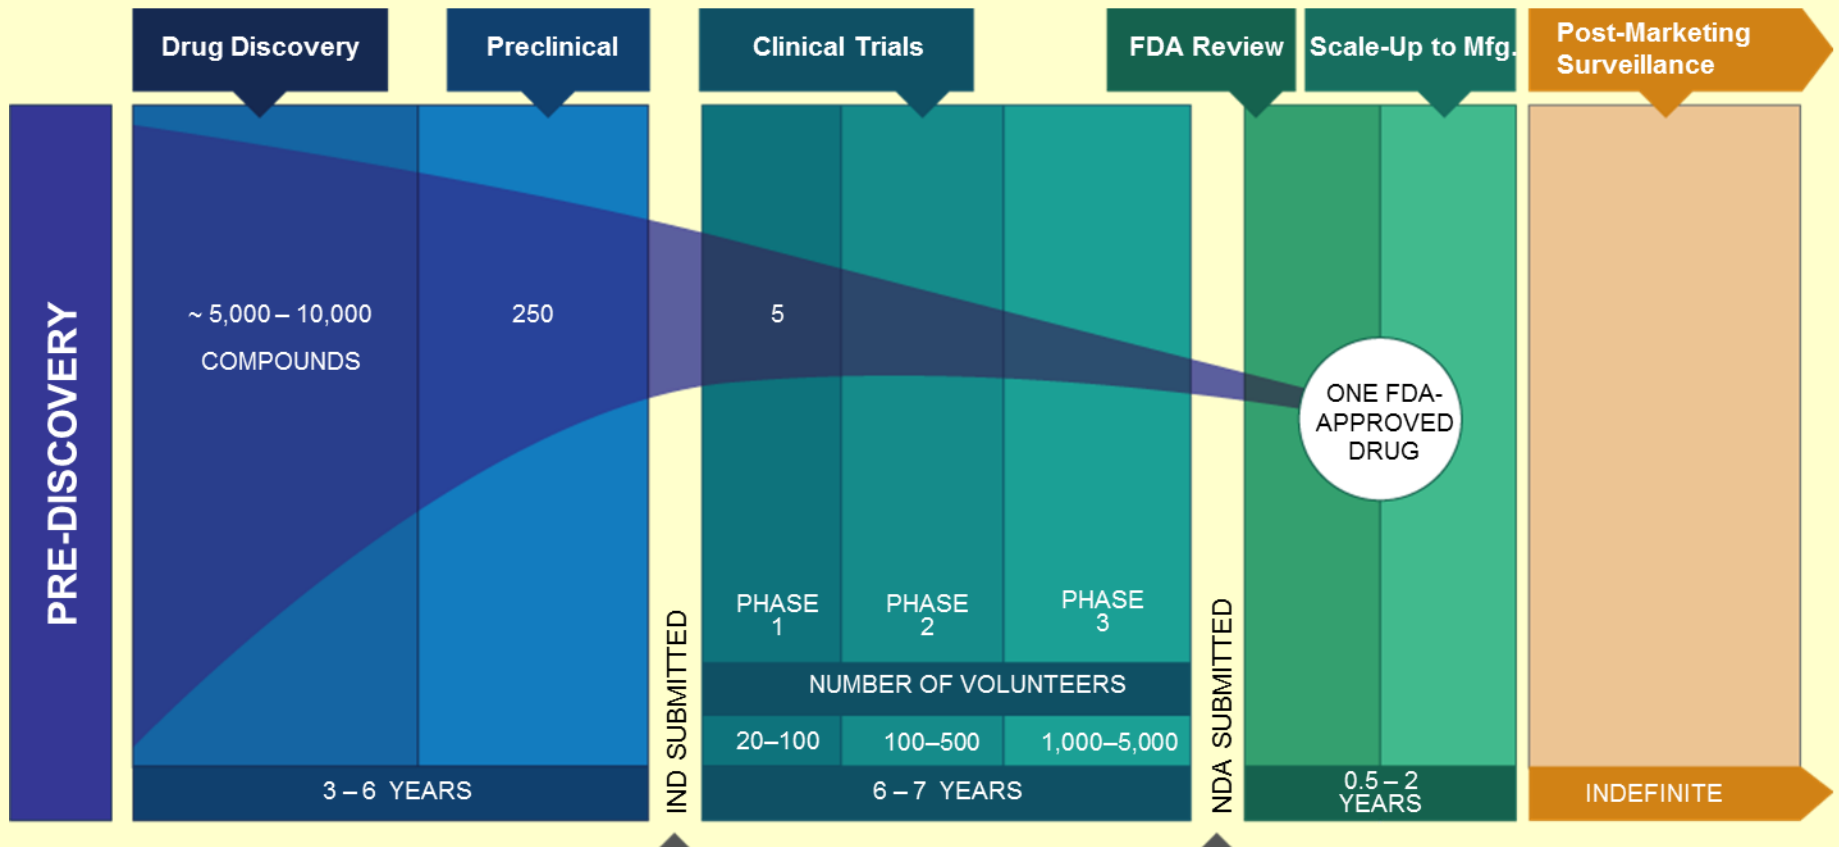 Drug Discovery
Preclinical
Clinical Trials
FDA Review
Scale-Up to Mfg.
Post-Marketing
Surveillance
PRE-DISCOVERY
~ 5,000 – 10,000
COMPOUNDS
250
5
ONE FDA-
APPROVED
DRUG
PHASE
1
PHASE
2
PHASE
3
NUMBER OF VOLUNTEERS
20–100
100–500
1,000–5,000
IND SUBMITTED
NDA SUBMITTED
3 – 6 YEARS
6 – 7 YEARS
0.5 – 2
YEARS
INDEFINITE